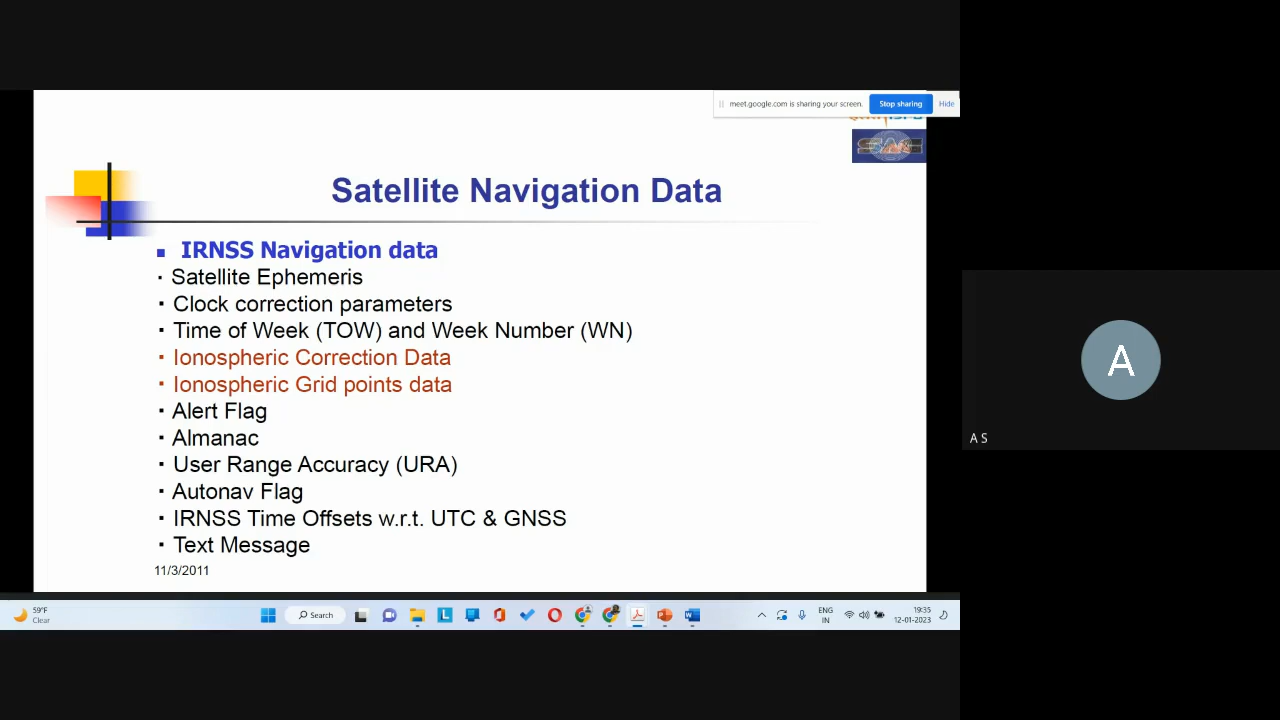 meet.google.com is sharing your screen. Stop sharing Hide
Satellite Navigation Data
IRNSS Navigation data
· Satellite Ephemeris
· Clock correction parameters
· Time of Week (TOW) and Week Number (WN)
· Ionospheric Correction Data
· Ionospheric Grid points data
· Alert Flag
· Almanac
· User Range Accuracy (URA)
· Autonav Flag
· IRNSS Time Offsets w.r.t. UTC & GNSS
· Text Message
11/3/2011
A
A S
59°F
Clear
Search
ENG
IN
19:35
12-01-2023